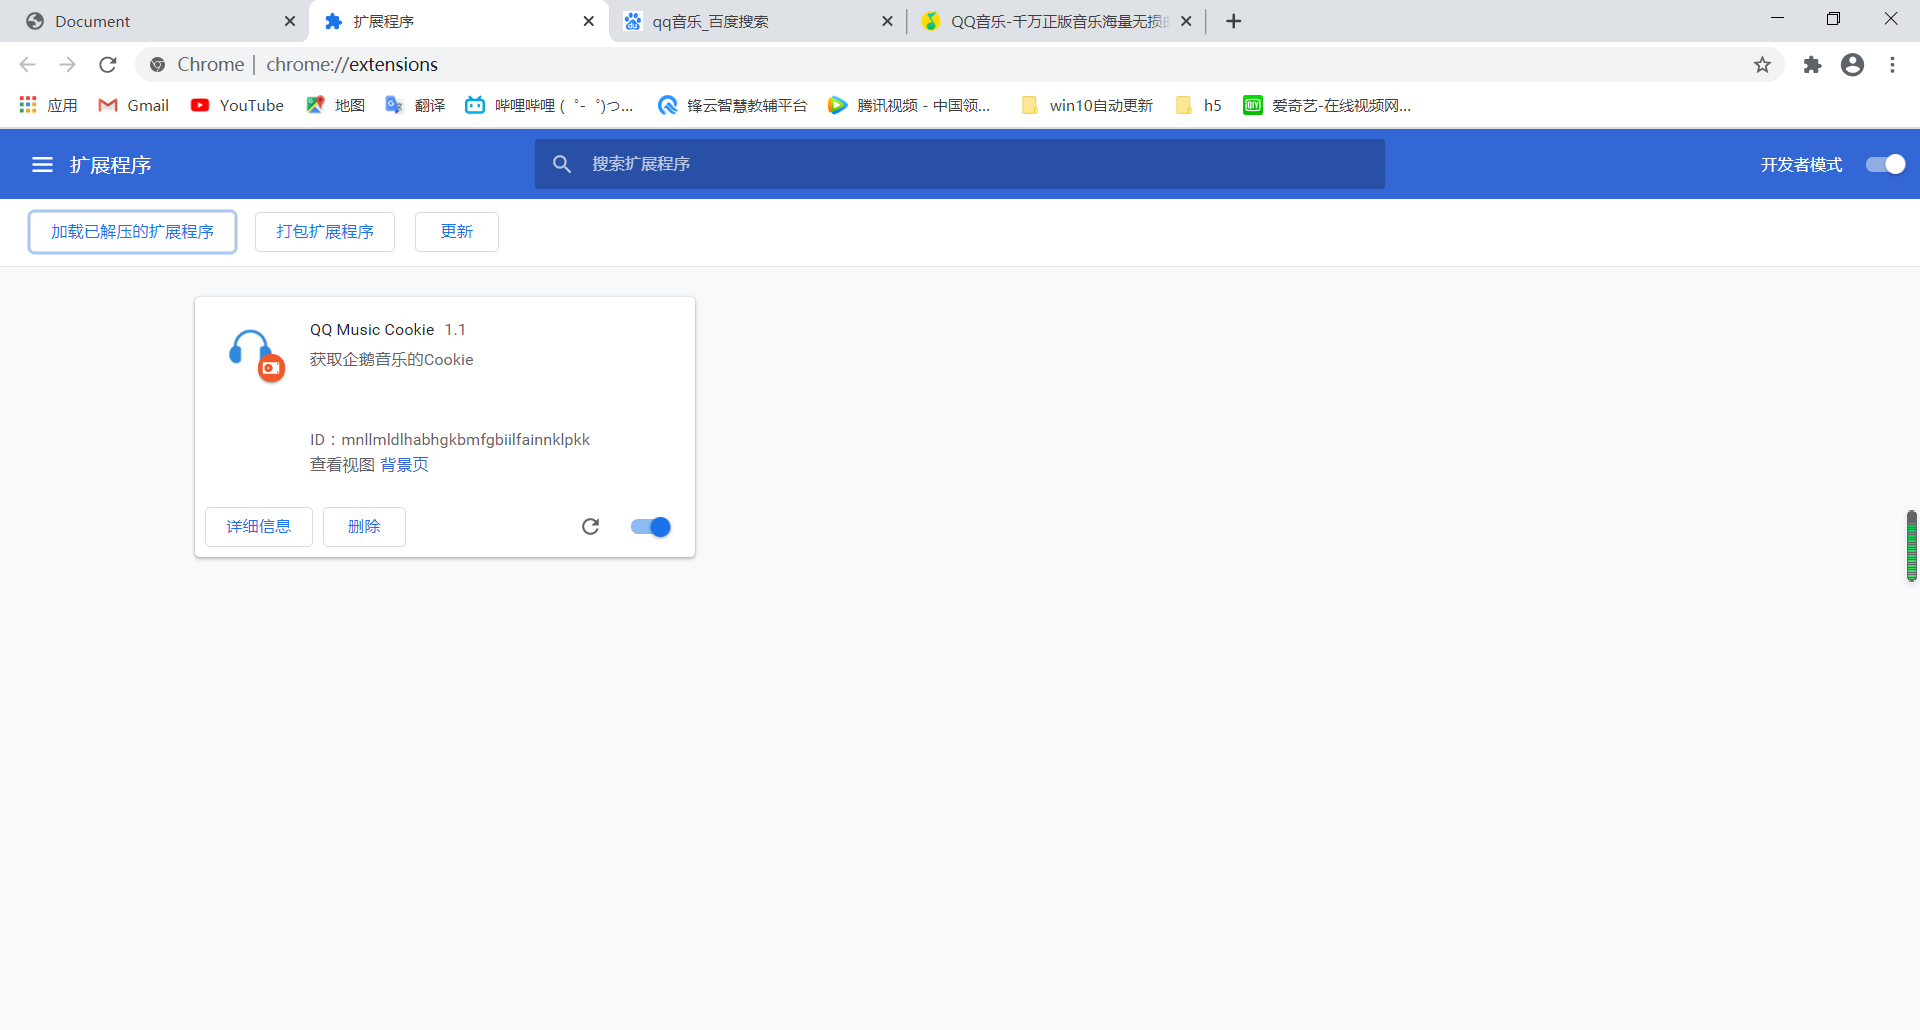 Document
扩展程序
qq音乐_百度搜索
QQ音乐-千万正版音乐海量无损
Chrome | chrome://extensions
应用
Gmail
YouTube
地图
翻译
哔哩哔哩 (゜-゜)つ...
锋云智慧教辅平台
腾讯视频 - 中国领...
win10自动更新
h5
爱奇艺-在线视频网...
扩展程序
搜索扩展程序
开发者模式
加载已解压的扩展程序
打包扩展程序
更新
QQ Music Cookie 1.1
获取企鹅音乐的Cookie
ID：mnllmldlhabhgkbmfgbiilfainnklpkk
查看视图 背景页
详细信息
删除